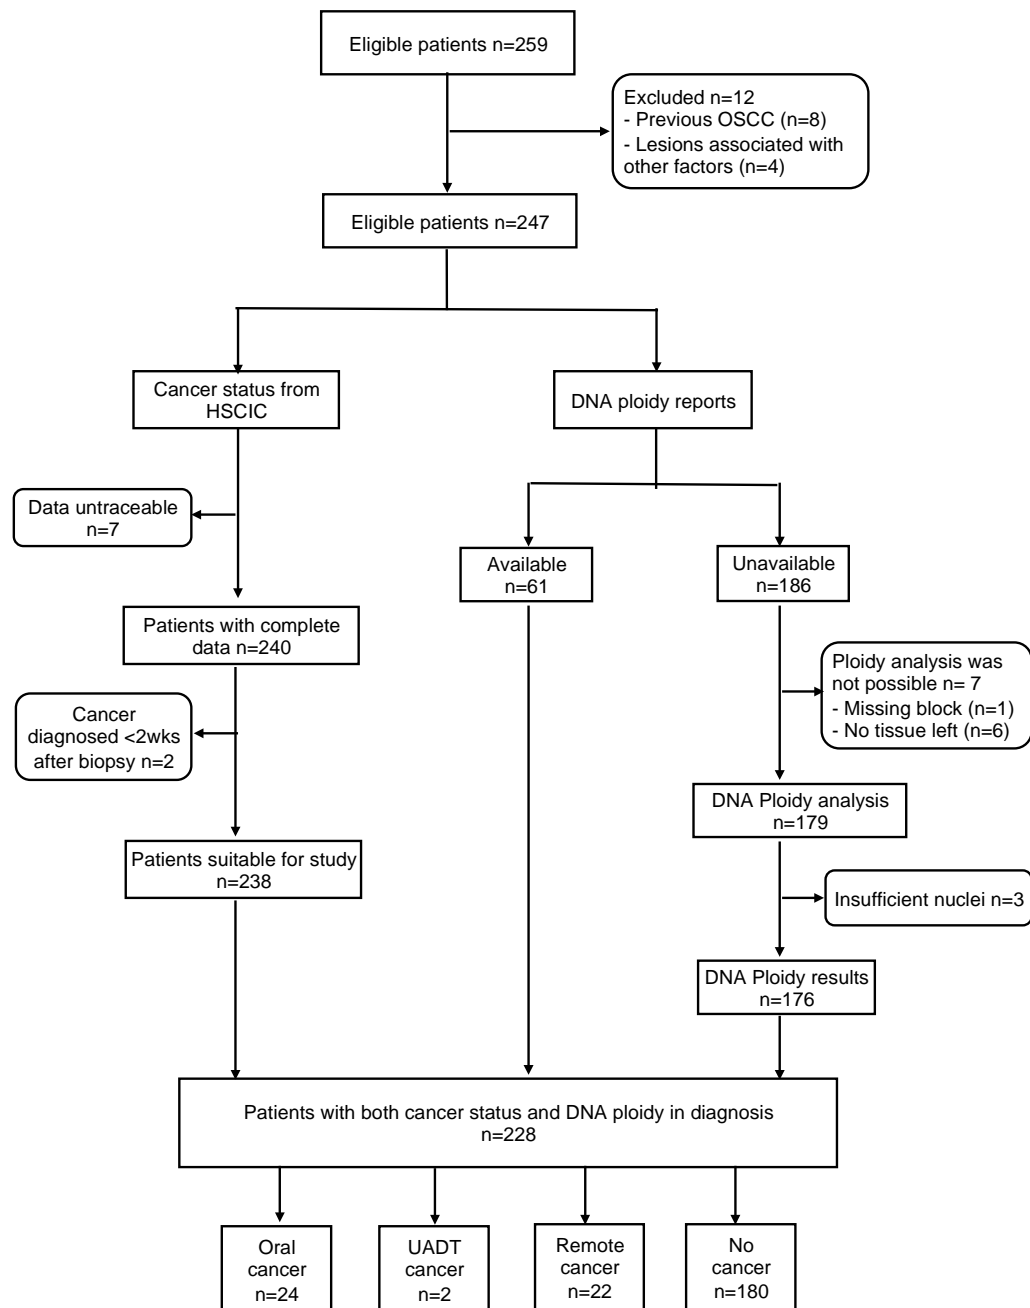 Eligible patients n=259
Excluded n=12
- Previous OSCC (n=8)
- Lesions associated with
other factors (n=4)
Eligible patients n=247
Cancer status from
HSCIC
DNA ploidy reports
Data untraceable
n=7
Available
n=61
Unavailable
n=186
Patients with complete
data n=240
Ploidy analysis was
not possible n= 7
- Missing block (n=1)
- No tissue left (n=6)
Cancer
diagnosed <2wks
after biopsy n=2
DNA Ploidy analysis
n=179
Patients suitable for study
n=238
Insufficient nuclei n=3
DNA Ploidy results
n=176
Patients with both cancer status and DNA ploidy in diagnosis
n=228
Oral
cancer
n=24
UADT
cancer
n=2
Remote
cancer
n=22
No
cancer
n=180